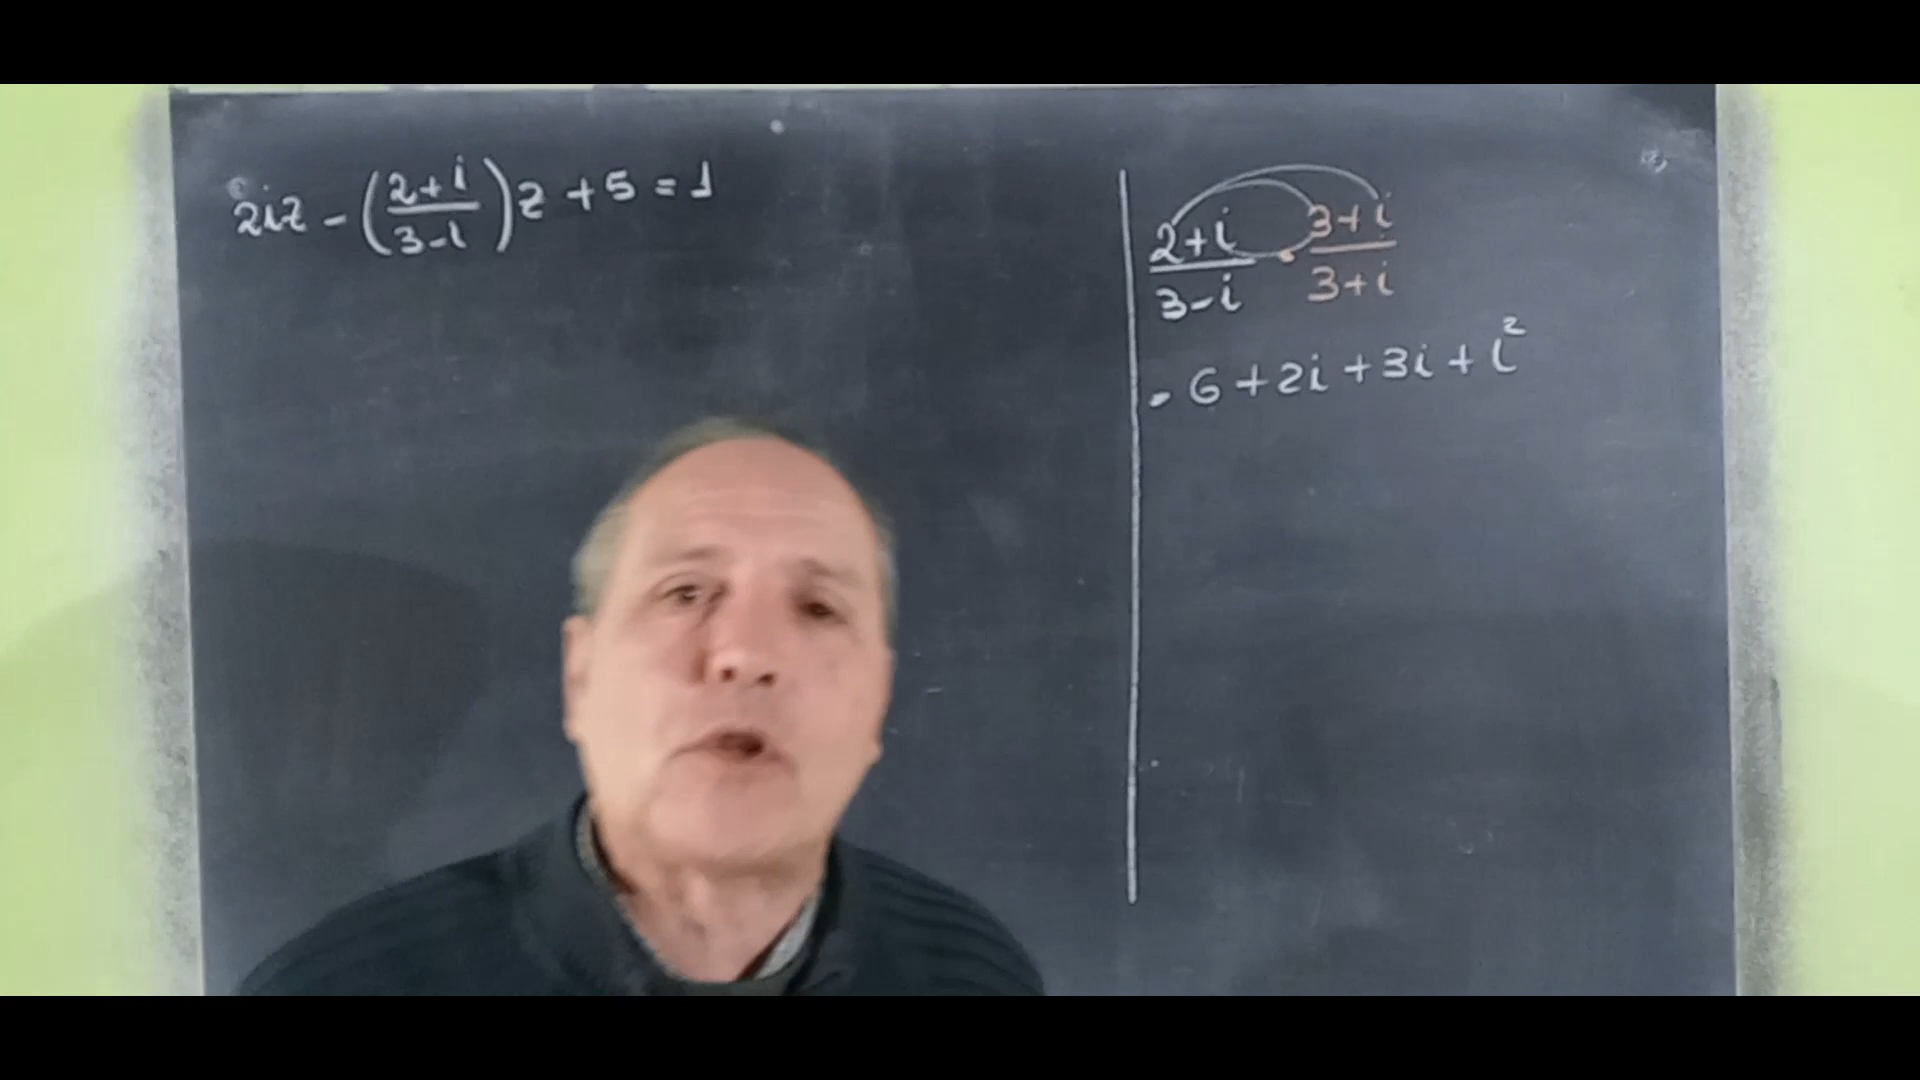 2iz - (2+i/3-i)z + 5 = 1
2+i/3-i · 3+i/3+i
• 6+2i+3i+i²